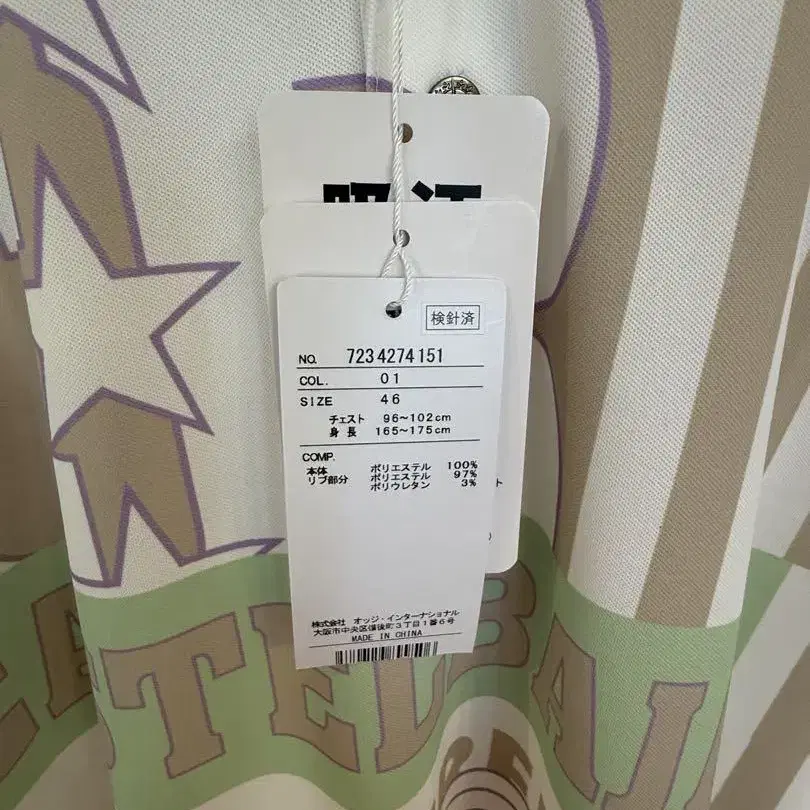 吸汗
検針済
NO. 7234274151
COL. 01
SIZE 46
チェスト 96~102cm
身長 165~175cm
COMP.
本体 ポリエステル 100%
リブ部分 ポリエステル 97%
ポリウレタン 3%
株式会社 オッジ・インターナショナル
大阪市中央区備後町3丁目1番6号
MADE IN CHINA
ト
TELBAJ